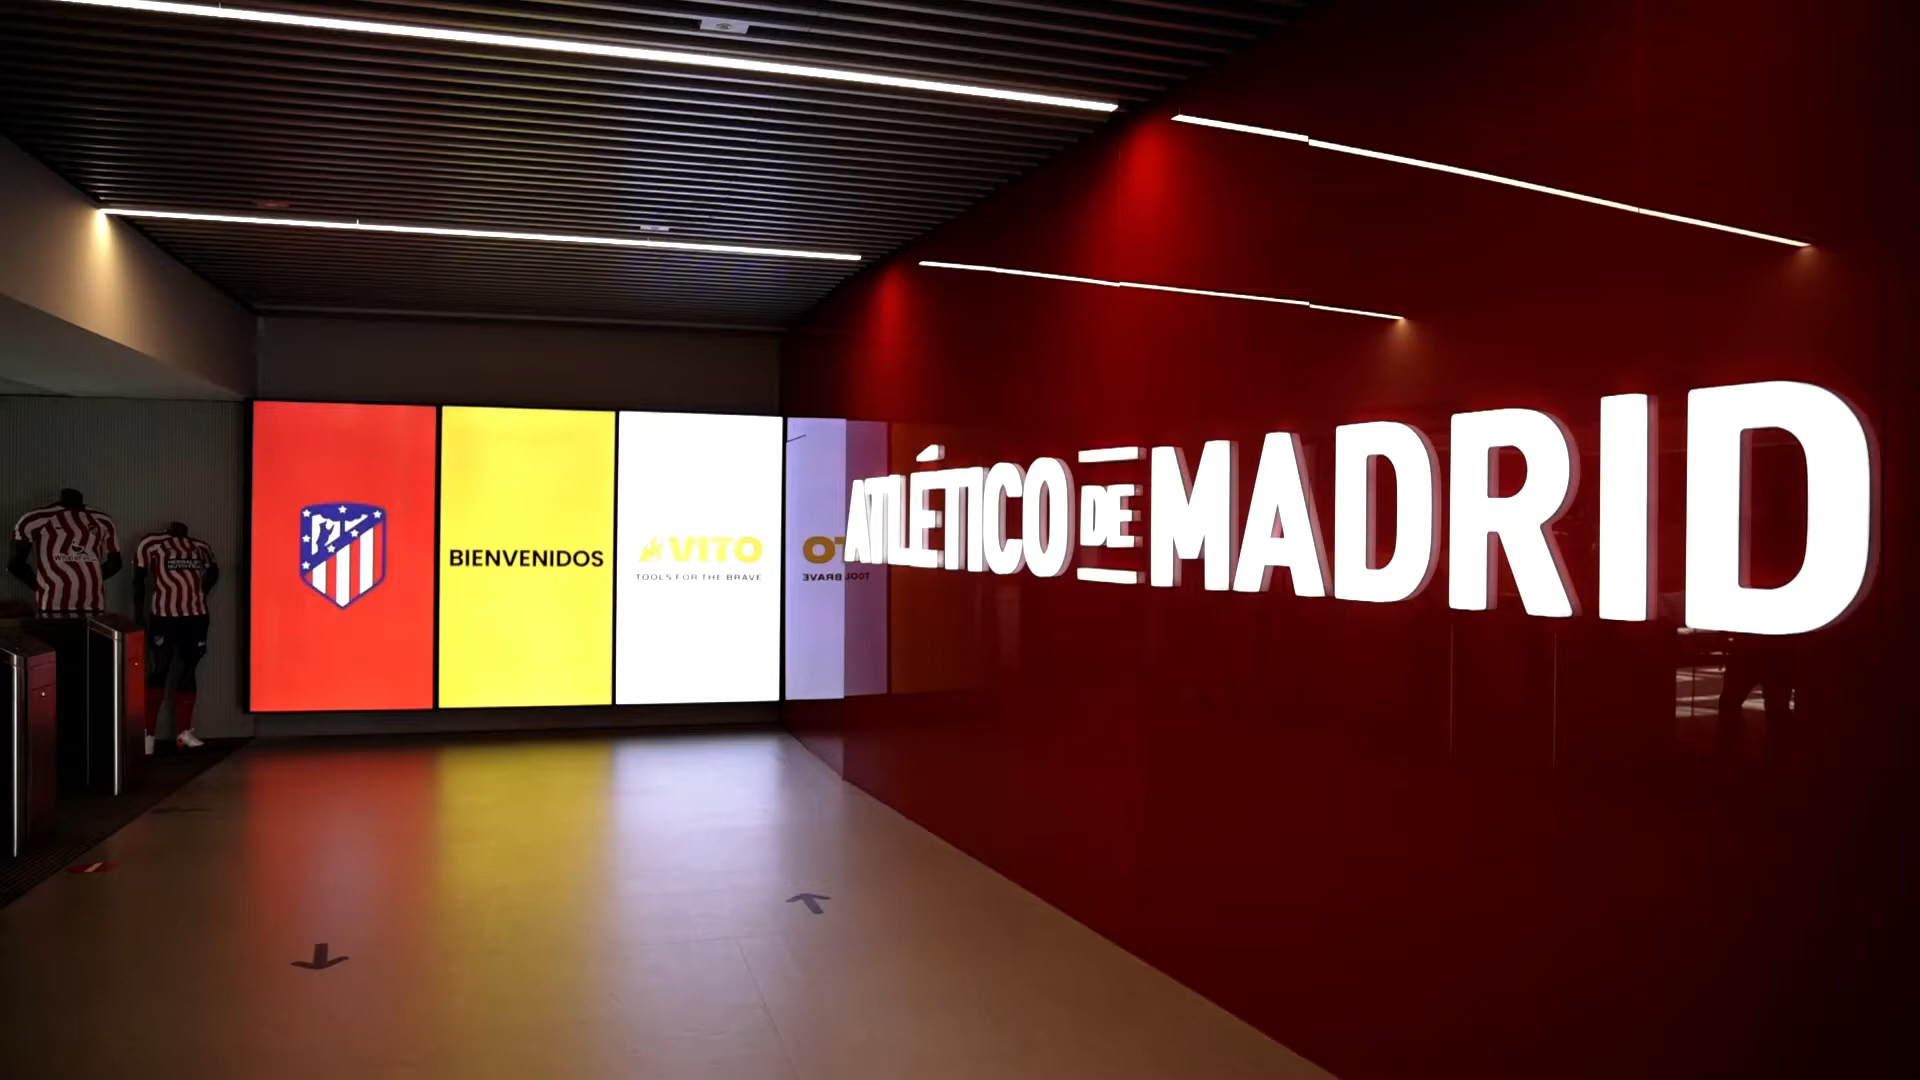 BIENVENIDOS
VITO
TOOLS FOR THE BRAVE
ATLÉTICO DE MADRID